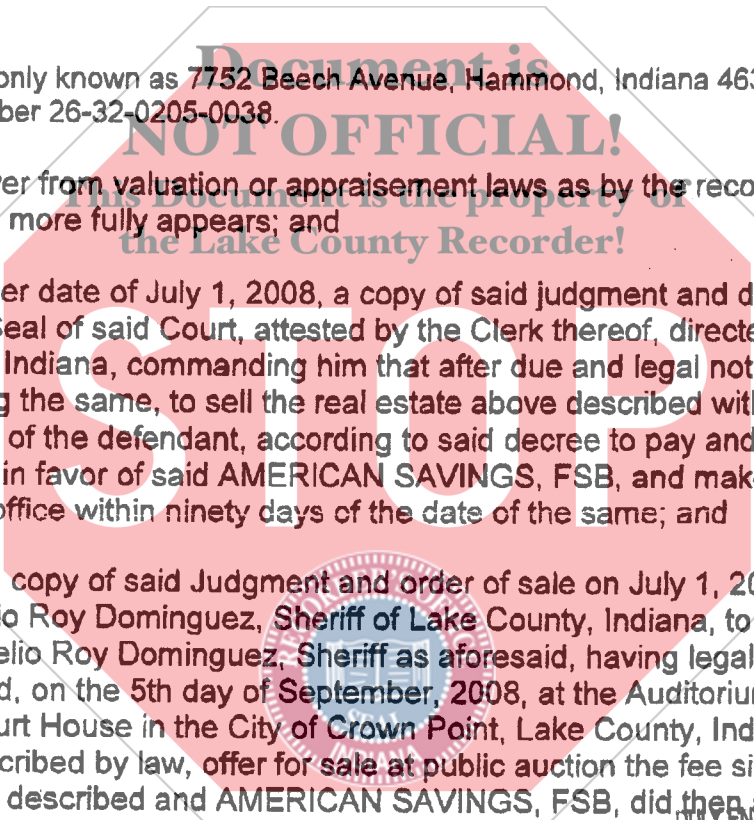 Document is
only known as 7752 Beech Avenue, Hammond, Indiana 463
ber 26-32-0205-0038.
NOT OFFICIAL!
er from valuation or appraisement laws as by the reco
This Document is the property of
more fully appears; and
the Lake County Recorder!
er date of July 1, 2008, a copy of said judgment and d
Seal of said Court, attested by the Clerk thereof, directe
Indiana, commanding him that after due and legal not
g the same, to sell the real estate above described wit
of the defendant, according to said decree to pay and
STOP
in favor of said AMERICAN SAVINGS, FSB, and mak
office within ninety days of the date of the same; and
copy of said Judgment and order of sale on July 1, 20
io Roy Dominguez, Sheriff of Lake County, Indiana, to
elio Roy Dominguez, Sheriff as aforesaid, having legal
d, on the 5th day of September, 2008, at the Auditoriu
urt House in the City of Crown Point, Lake County, Ind
SEAL
INDIANA
cribed by law, offer for sale at public auction the fee si
described and AMERICAN SAVINGS, FSB, did then